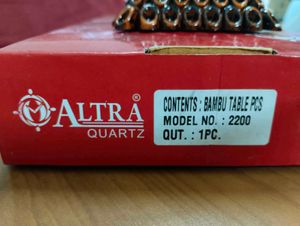 ALTRA®
QUARTZ
CONTENTS : BAMBU TABLE PCS
MODEL NO. : 2200
QUT. : 1PC.